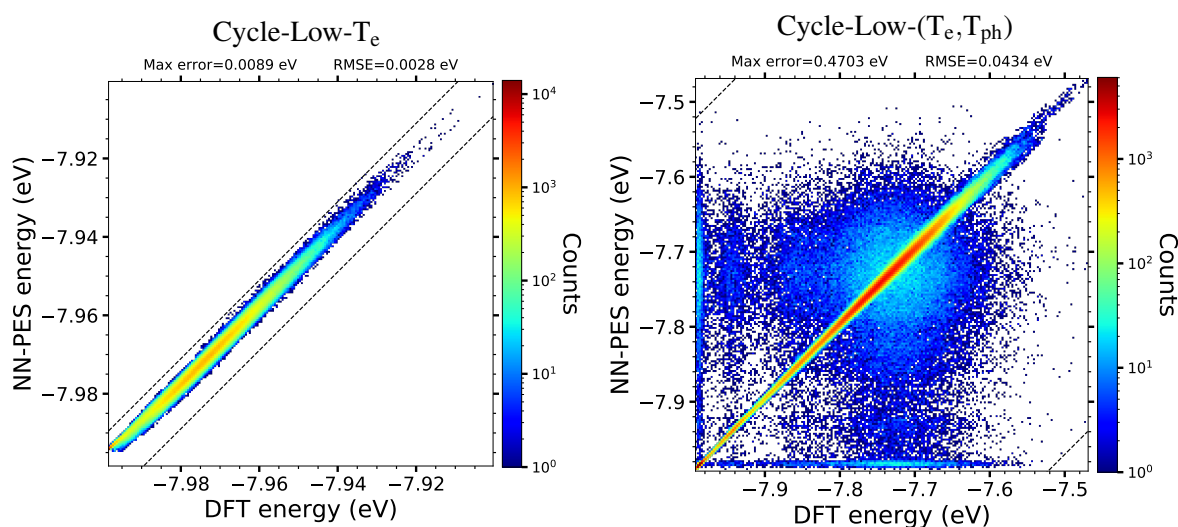 Cycle-Low-Te
Max error=0.0089 eV RMSE=0.0028 eV
NN-PES energy (eV)
−7.92
−7.94
−7.96
−7.98
−7.98 −7.96 −7.94 −7.92
DFT energy (eV)
10⁴
10³
10²
10¹
10⁰
Counts
Cycle-Low-(Te,Tph)
Max error=0.4703 eV RMSE=0.0434 eV
NN-PES energy (eV)
−7.5
−7.6
−7.7
−7.8
−7.9
−7.9 −7.8 −7.7 −7.6 −7.5
DFT energy (eV)
10³
10²
10¹
10⁰
Counts